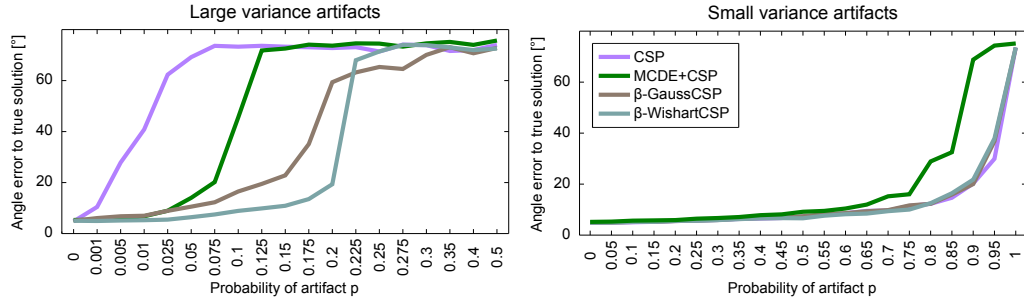 Large variance artifacts
Angle error to true solution [°]
60
40
20
0
0 0.001 0.005 0.01 0.025 0.05 0.075 0.1 0.125 0.15 0.175 0.2 0.225 0.25 0.275 0.3 0.35 0.4 0.5
Probability of artifact p
Small variance artifacts
Angle error to true solution [°]
60
40
20
0
CSP
MCDE+CSP
β-GaussCSP
β-WishartCSP
0 0.05 0.1 0.2 0.25 0.3 0.35 0.4 0.45 0.5 0.55 0.6 0.65 0.7 0.75 0.8 0.85 0.9 0.95 1
Probability of artifact p